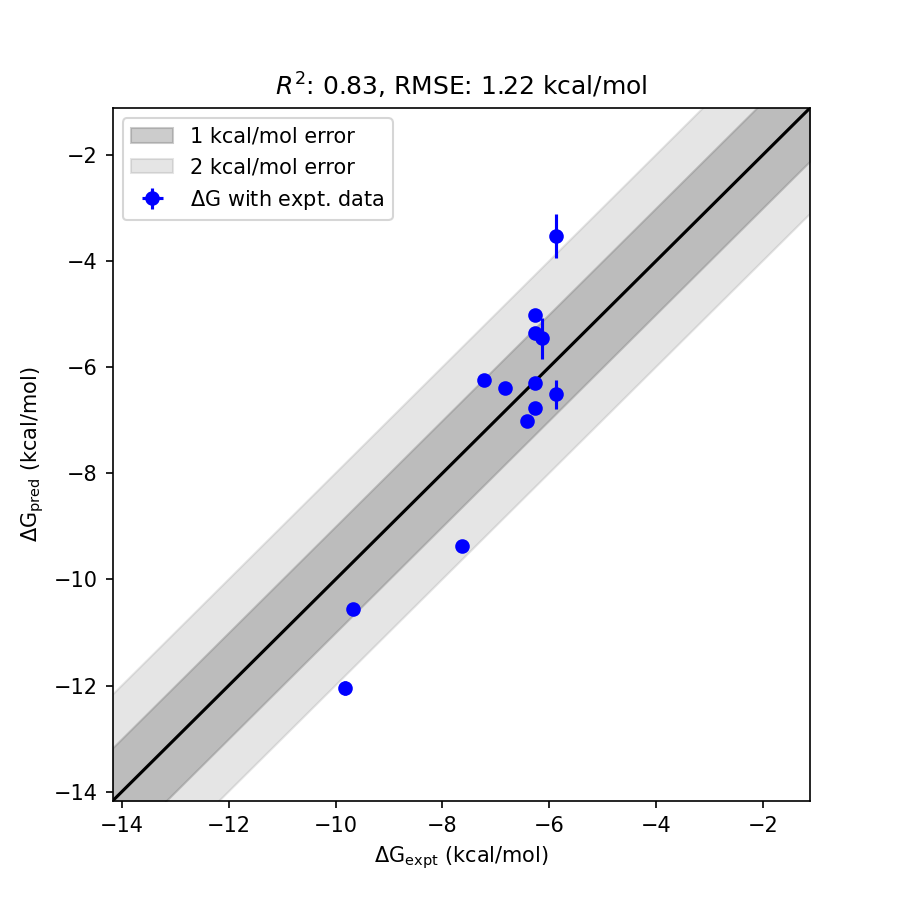 R²: 0.83, RMSE: 1.22 kcal/mol
1 kcal/mol error
2 kcal/mol error
ΔG with expt. data
−2
−4
−6
−8
−10
−12
−14
ΔGpred (kcal/mol)
−14 −12 −10 −8 −6 −4 −2
ΔGexpt (kcal/mol)